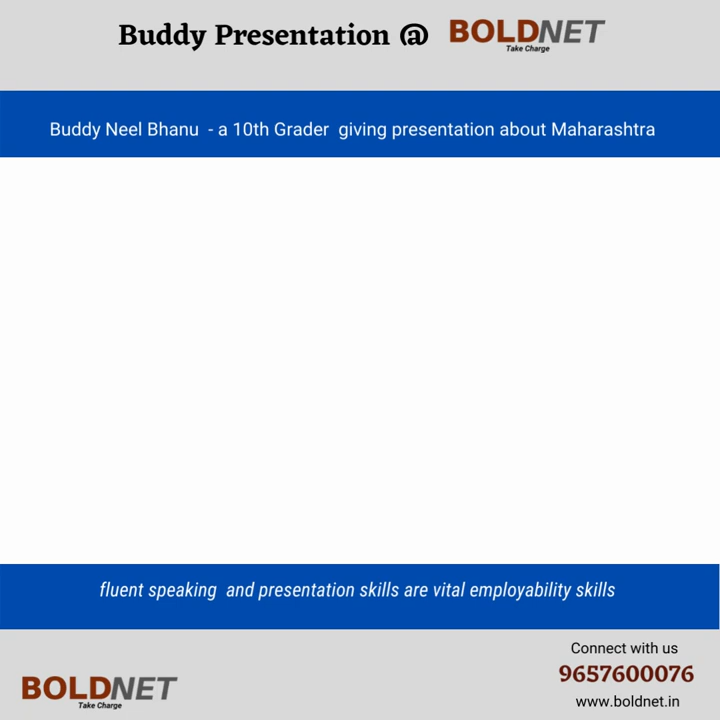 Buddy Presentation @ BOLDNET
Take Charge
Buddy Neel Bhanu - a 10th Grader giving presentation about Maharashtra
fluent speaking and presentation skills are vital employability skills
Connect with us
9657600076
www.boldnet.in
BOLDNET
Take Charge